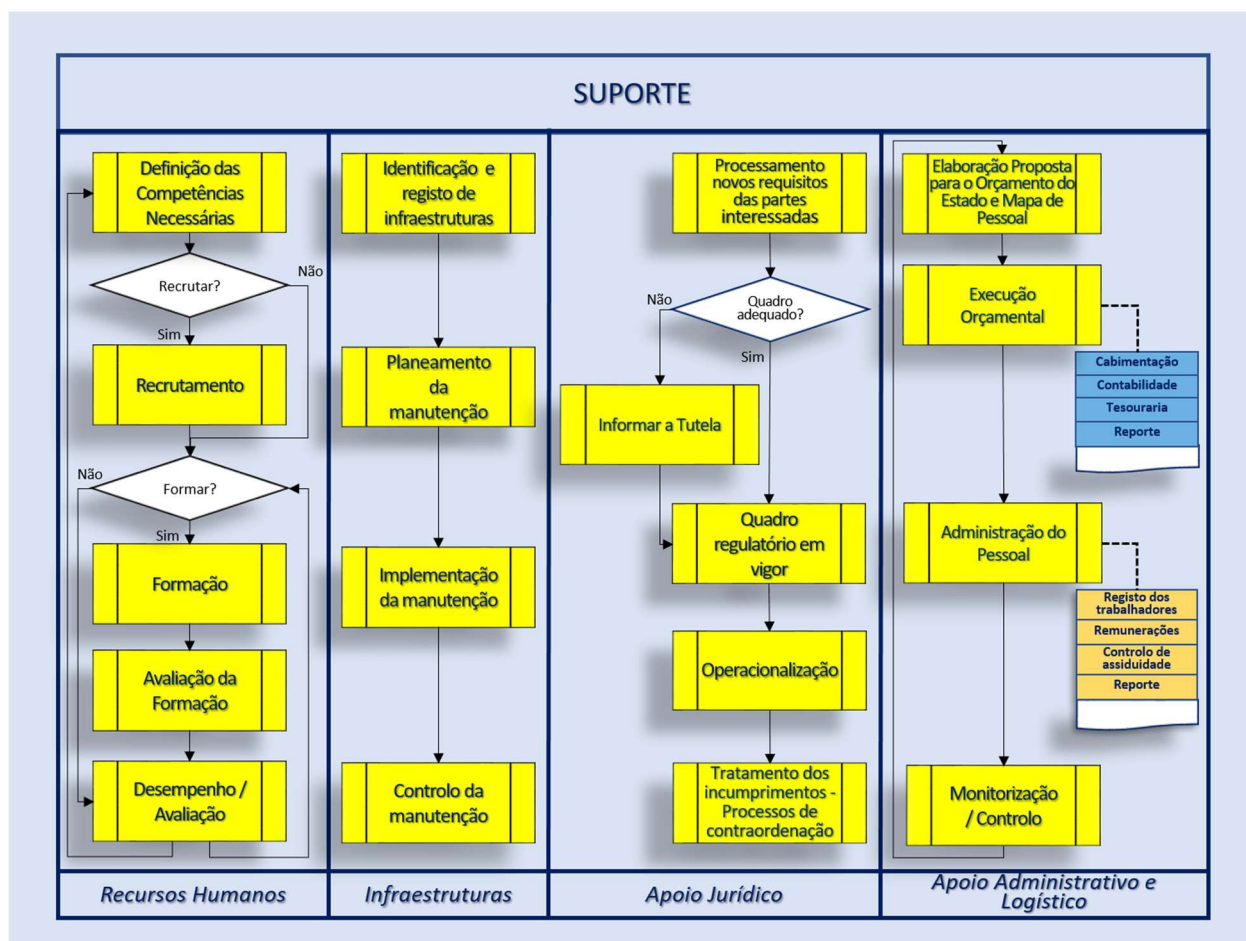 SUPORTE
Definição das
Competências
Necessárias
Recrutar?
Não
Sim
Recrutamento
Não
Formar?
Sim
Formação
Avaliação da
Formação
Desempenho /
Avaliação
Recursos Humanos
Identificação e
registo de
infraestruturas
Planeamento
da
manutenção
Implementação
da manutenção
Controlo da
manutenção
Infraestruturas
Processamento
novos requisitos
das partes
interessadas
Não
Quadro
adequado?
Sim
Informar a Tutela
Quadro
regulatório em
vigor
Operacionalização
Tratamento dos
incumprimentos -
Processos de
contraordenação
Apoio Jurídico
Elaboração Proposta
para o Orçamento do
Estado e Mapa de
Pessoal
Execução
Orçamental
Cabimentação
Contabilidade
Tesouraria
Reporte
Administração do
Pessoal
Registo dos
trabalhadores
Remunerações
Controlo de
assiduidade
Reporte
Monitorização
/ Controlo
Apoio Administrativo e
Logístico